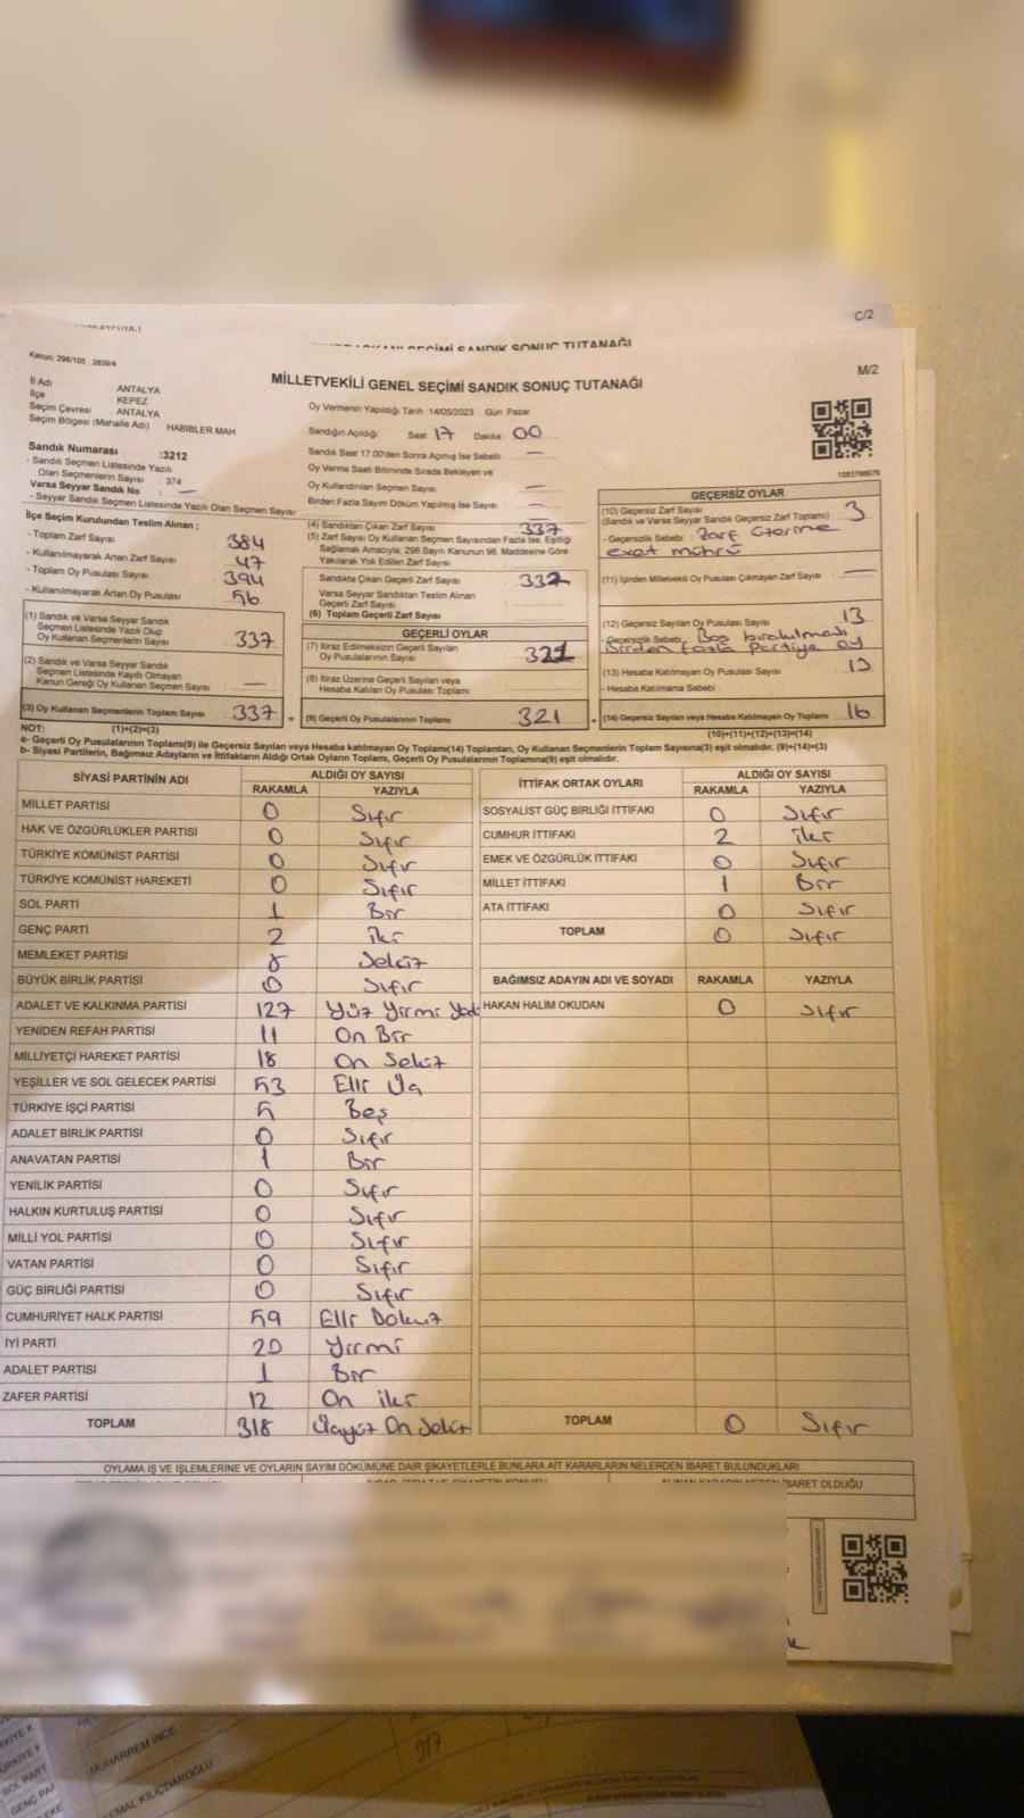 C/2
SANDIK SONUÇ TUTANAĞI
M/2
MİLLETVEKİLİ GENEL SEÇİMİ SANDIK SONUÇ TUTANAĞI
İl Adı ANTALYA
İlçe KEPEZ
Seçim Çevresi ANTALYA
Seçim Bölgesi (Mahalle Adı) HABİBLER MAH
Sandık Numarası :3212
- Sandık Seçmen Listesinde Yazılı
Olan Seçmenlerin Sayısı 374
Varsa Seyyar Sandık No : —
- Seyyar Sandık Seçmen Listesinde Yazılı Olan Seçmen Sayısı —
Oy Vermenin Yapıldığı Tarih 14/05/2023 Gün Pazar
Sandığın Açıldığı Saat 17 Dakika 00
Sandık Saat 17.00'den Sonra Açılmış İse Sebebi —
Oy Verme Saati Bitiminde Sırada Bekleyen ve
Oy Kullandırılan Seçmen Sayısı —
Birden Fazla Sayım Döküm Yapılmış İse Sayısı —
İlçe Seçim Kurulundan Teslim Alınan :
- Toplam Zarf Sayısı 384
- Kullanılmayarak Artan Zarf Sayısı 47
- Toplam Oy Pusulası Sayısı 394
- Kullanılmayarak Artan Oy Pusulası 56
(1) Sandık ve Varsa Seyyar Sandık
Seçmen Listesinde Yazılı Olup
Oy Kullanan Seçmenlerin Sayısı 337
(2) Sandık ve Varsa Seyyar Sandık
Seçmen Listesinde Kayıtlı Olmayan
Kanun Gereği Oy Kullanan Seçmen Sayısı —
(3) Oy Kullanan Seçmenlerin Toplam Sayısı 337
(4) Sandıktan Çıkan Zarf Sayısı 337
(5) Zarf Sayısı Oy Kullanan Seçmen Sayısından Fazla İse, Eşitliği
Sağlamak Amacıyla; 298 Sayılı Kanunun 98. Maddesine Göre
Yakılarak Yok Edilen Zarf Sayısı
Sandıkta Çıkan Geçerli Zarf Sayısı 337
Varsa Seyyar Sandıktan Teslim Alınan
Geçerli Zarf Sayısı
(6) Toplam Geçerli Zarf Sayısı
GEÇERLİ OYLAR
(7) İtiraz Edilmeksizin Geçerli Sayılan
Oy Pusulalarının Sayısı 321
(8) İtiraz Üzerine Geçerli Sayılan veya
Hesaba Katılan Oy Pusulası Toplamı
(9) Geçerli Oy Pusulalarının Toplamı 321
GEÇERSİZ OYLAR
(10) Geçersiz Zarf Sayısı
(Sandık ve Varsa Seyyar Sandık Geçersiz Zarf Toplamı) 3
- Geçersizlik Sebebi Zarf Üzerine
evet mührü
(11) İçinden Milletvekili Oy Pusulası Çıkmayan Zarf Sayısı —
(12) Geçersiz Sayılan Oy Pusulası Sayısı 13
- Geçersizlik Sebebi Boş bırakılması
Birden fazla Partiye oy
(13) Hesaba Katılmayan Oy Pusulası Sayısı 13
- Hesaba Katılmama Sebebi
(14) Geçersiz Sayılan veya Hesaba Katılmayan Oy Toplamı 16
NOT: (1)+(2)=(3)
(10)+(11)+(12)+(13)=(14)
a- Geçerli Oy Pusulalarının Toplamı(9) ile Geçersiz Sayılan veya Hesaba katılmayan Oy Toplamı(14) Toplamları, Oy Kullanan Seçmenlerin Toplam Sayısına(3) eşit olmalıdır. (9)+(14)=(3)
b- Siyasi Partilerin, Bağımsız Adayların ve İttifakların Aldığı Ortak Oyların Toplamı, Geçerli Oy Pusulalarının Toplamına(9) eşit olmalıdır.
SİYASİ PARTİNİN ADI ALDIĞI OY SAYISI
RAKAMLA YAZIYLA
MİLLET PARTİSİ 0 Sıfır
HAK VE ÖZGÜRLÜKLER PARTİSİ 0 Sıfır
TÜRKİYE KOMÜNİST PARTİSİ 0 Sıfır
TÜRKİYE KOMÜNİST HAREKETİ 0 Sıfır
SOL PARTİ 1 Bir
GENÇ PARTİ 2 iki
MEMLEKET PARTİSİ 8 Sekiz
BÜYÜK BİRLİK PARTİSİ 0 Sıfır
ADALET VE KALKINMA PARTİSİ 127 Yüz Yirmi Yedi
YENİDEN REFAH PARTİSİ 11 On Bir
MİLLİYETÇİ HAREKET PARTİSİ 18 On Sekiz
YEŞİLLER VE SOL GELECEK PARTİSİ 53 Elli Üç
TÜRKİYE İŞÇİ PARTİSİ 5 Beş
ADALET BİRLİK PARTİSİ 0 Sıfır
ANAVATAN PARTİSİ 1 Bir
YENİLİK PARTİSİ 0 Sıfır
HALKIN KURTULUŞ PARTİSİ 0 Sıfır
MİLLİ YOL PARTİSİ 0 Sıfır
VATAN PARTİSİ 0 Sıfır
GÜÇ BİRLİĞİ PARTİSİ 0 Sıfır
CUMHURİYET HALK PARTİSİ 59 Elli Dokuz
İYİ PARTİ 20 Yirmi
ADALET PARTİSİ 1 Bir
ZAFER PARTİSİ 12 On iki
TOPLAM 318 Üçyüz On Sekiz
İTTİFAK ORTAK OYLARI ALDIĞI OY SAYISI
RAKAMLA YAZIYLA
SOSYALİST GÜÇ BİRLİĞİ İTTİFAKI 0 Sıfır
CUMHUR İTTİFAKI 2 iki
EMEK VE ÖZGÜRLÜK İTTİFAKI 0 Sıfır
MİLLET İTTİFAKI 1 Bir
ATA İTTİFAKI 0 Sıfır
TOPLAM 0 Sıfır
BAĞIMSIZ ADAYIN ADI VE SOYADI RAKAMLA YAZIYLA
HAKAN HALİM OKUDAN 0 Sıfır
TOPLAM 0 Sıfır
OYLAMA İŞ VE İŞLEMLERİNE VE OYLARIN SAYIM DÖKÜMÜNE DAİR ŞİKAYETLERLE BUNLARA AİT KARARLARIN NELERDEN İBARET BULUNDUKLARI
İBARET OLDUĞU
MUHARREM İNCE
KEMAL KILIÇDAROĞLU
SOL PARTİ